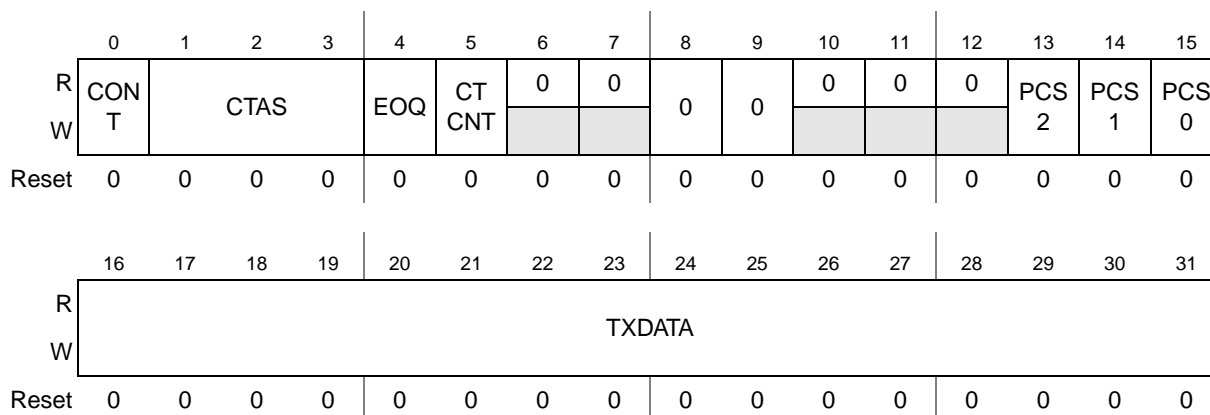 0 1 2 3 4 5 6 7 8 9 10 11 12 13 14 15
R CON T CTAS EOQ CT CNT 0 0 0 0 0 0 0 PCS 2 PCS 1 PCS 0
W
Reset 0 0 0 0 0 0 0 0 0 0 0 0 0 0 0 0
16 17 18 19 20 21 22 23 24 25 26 27 28 29 30 31
R
TXDATA
W
Reset 0 0 0 0 0 0 0 0 0 0 0 0 0 0 0 0